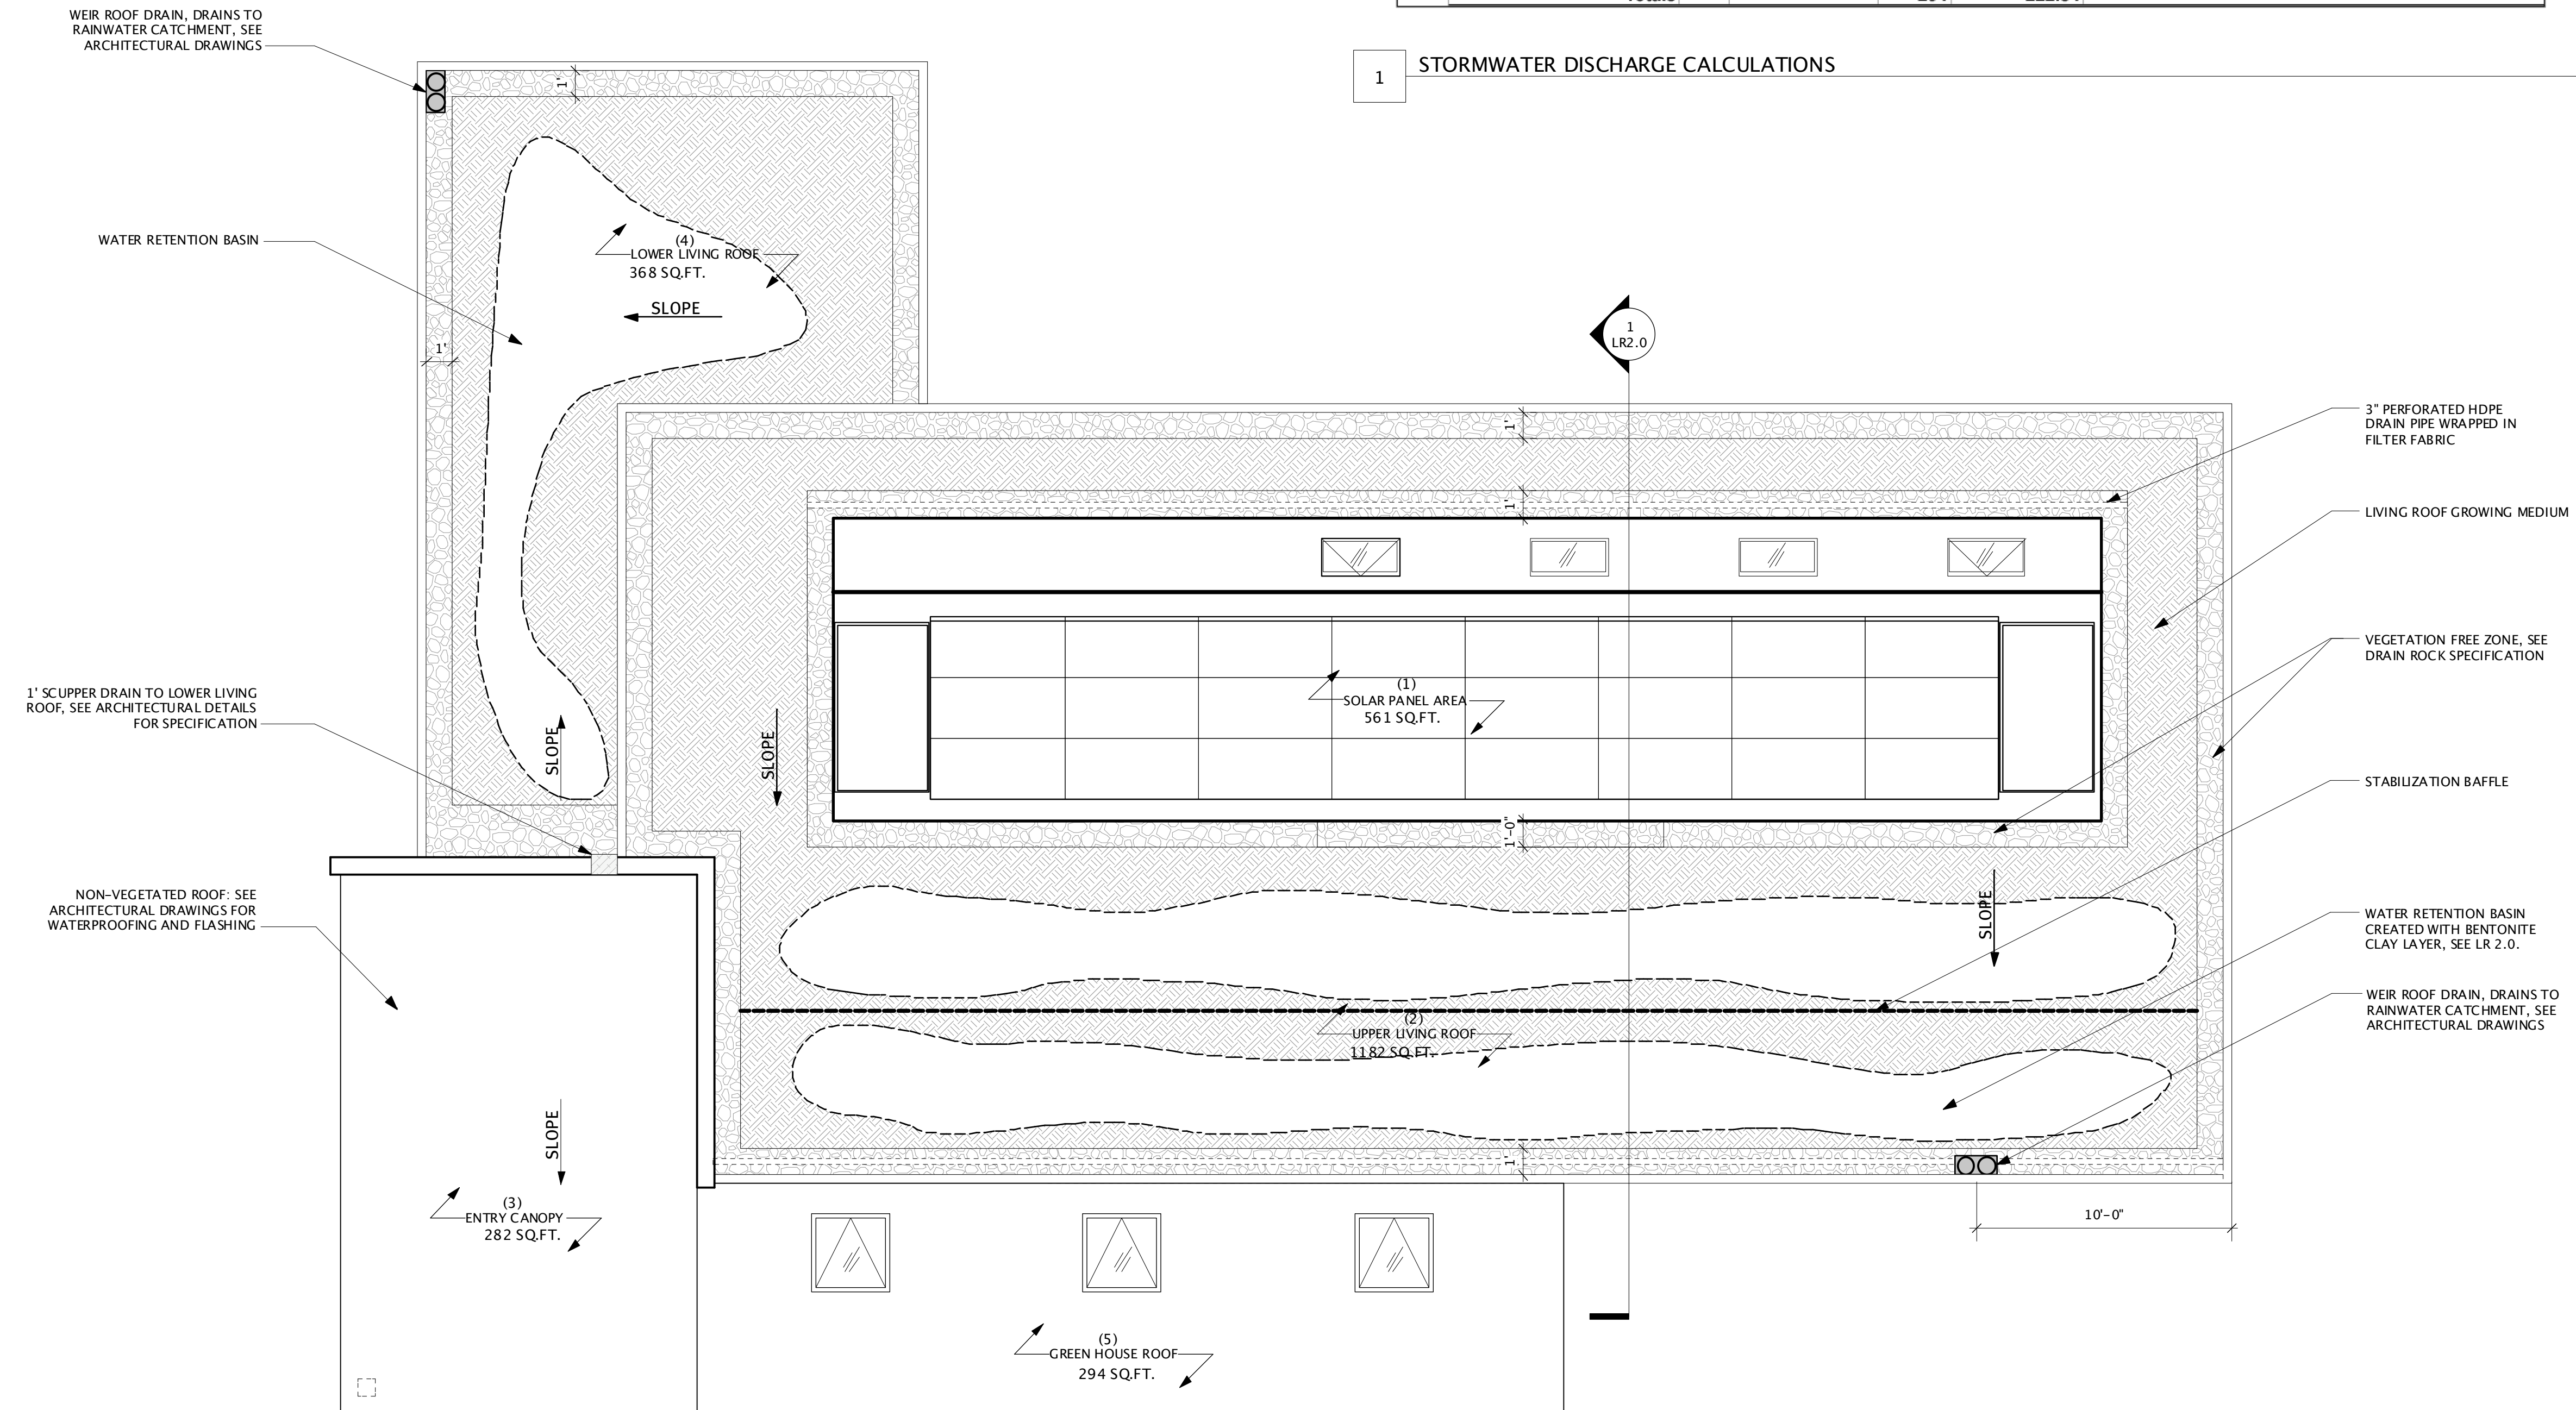 WEIR ROOF DRAIN, DRAINS TO
RAINWATER CATCHMENT, SEE
ARCHITECTURAL DRAWINGS
1
STORMWATER DISCHARGE CALCULATIONS
1'
WATER RETENTION BASIN
(4)
LOWER LIVING ROOF
368 SQ.FT.
SLOPE
1'
1
LR2.0
1'
3" PERFORATED HDPE
DRAIN PIPE WRAPPED IN
FILTER FABRIC
1'
LIVING ROOF GROWING MEDIUM
VEGETATION FREE ZONE, SEE
DRAIN ROCK SPECIFICATION
(1)
SOLAR PANEL AREA
561 SQ.FT.
1' SCUPPER DRAIN TO LOWER LIVING
ROOF, SEE ARCHITECTURAL DETAILS
FOR SPECIFICATION
SLOPE
SLOPE
STABILIZATION BAFFLE
1'-0"
NON-VEGETATED ROOF: SEE
ARCHITECTURAL DRAWINGS FOR
WATERPROOFING AND FLASHING
SLOPE
WATER RETENTION BASIN
CREATED WITH BENTONITE
CLAY LAYER, SEE LR 2.0.
WEIR ROOF DRAIN, DRAINS TO
RAINWATER CATCHMENT, SEE
ARCHITECTURAL DRAWINGS
(2)
UPPER LIVING ROOF
1182 SQ.FT.
SLOPE
1'
(3)
ENTRY CANOPY
282 SQ.FT.
10'-0"
(5)
GREEN HOUSE ROOF
294 SQ.FT.